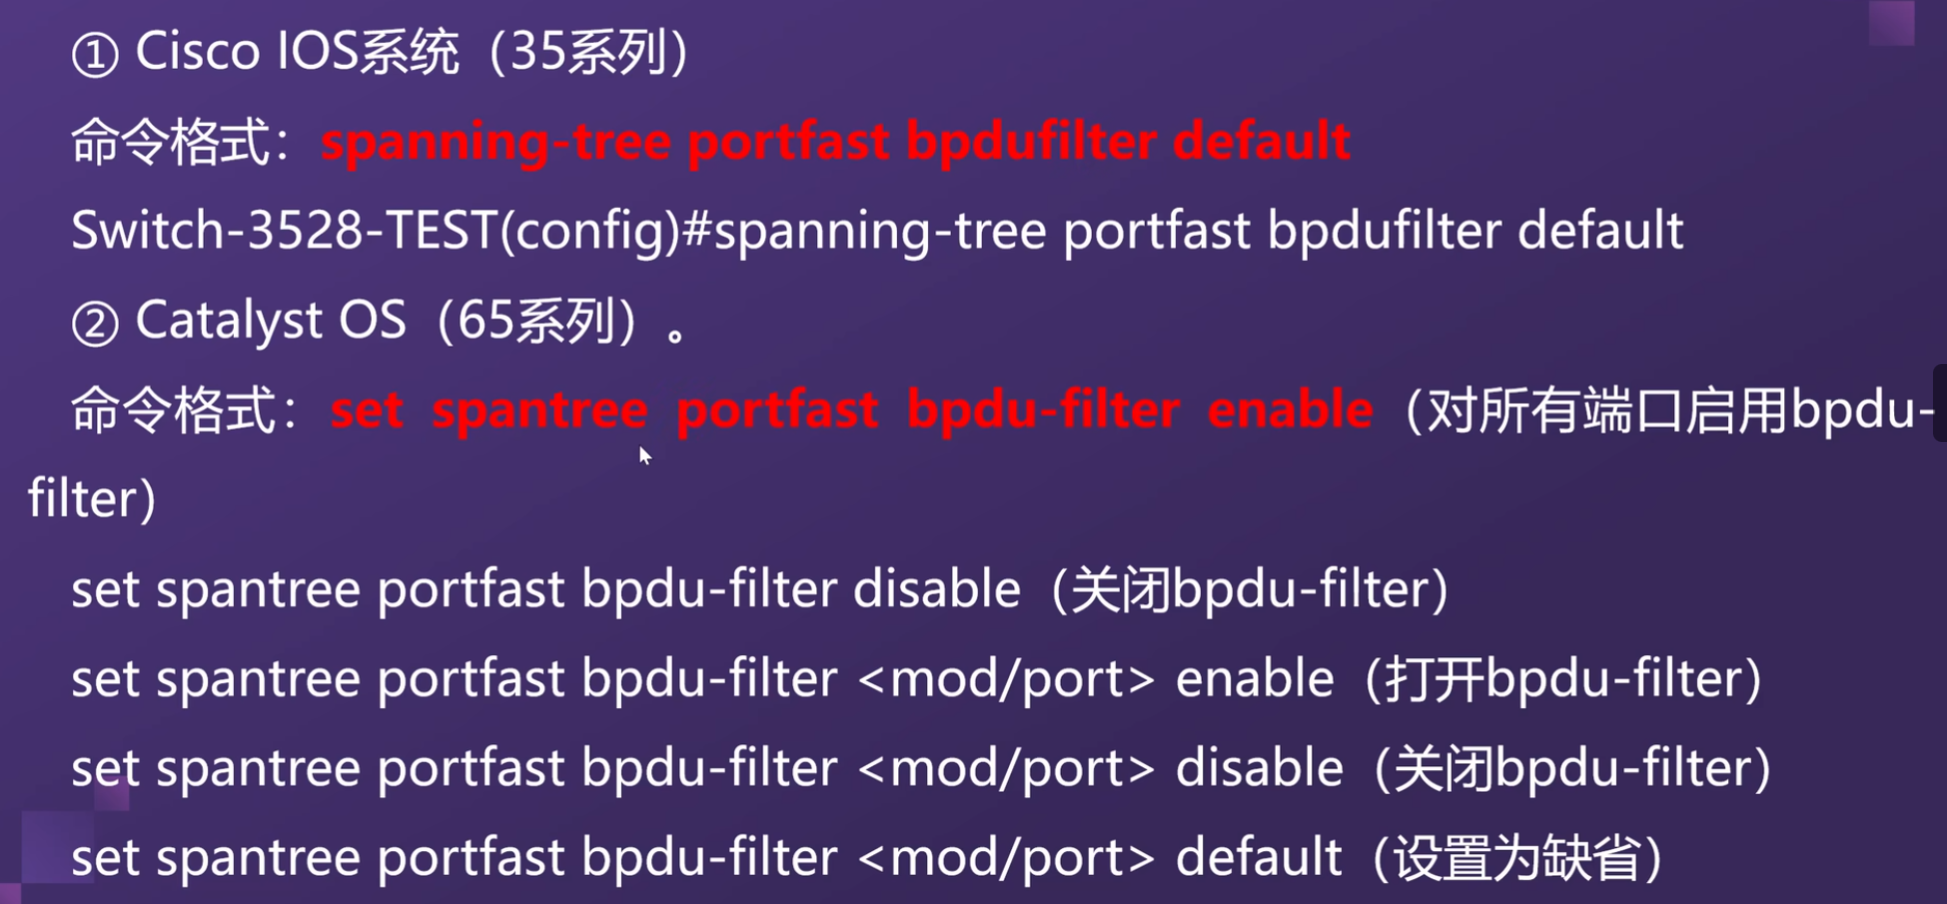 ① Cisco IOS系统（35系列）
命令格式：spanning-tree portfast bpdufilter default
Switch-3528-TEST(config)#spanning-tree portfast bpdufilter default
② Catalyst OS（65系列）。
命令格式：set spantree portfast bpdu-filter enable（对所有端口启用bpdu-
filter）
set spantree portfast bpdu-filter disable（关闭bpdu-filter）
set spantree portfast bpdu-filter <mod/port> enable（打开bpdu-filter）
set spantree portfast bpdu-filter <mod/port> disable（关闭bpdu-filter）
set spantree portfast bpdu-filter <mod/port> default（设置为缺省）